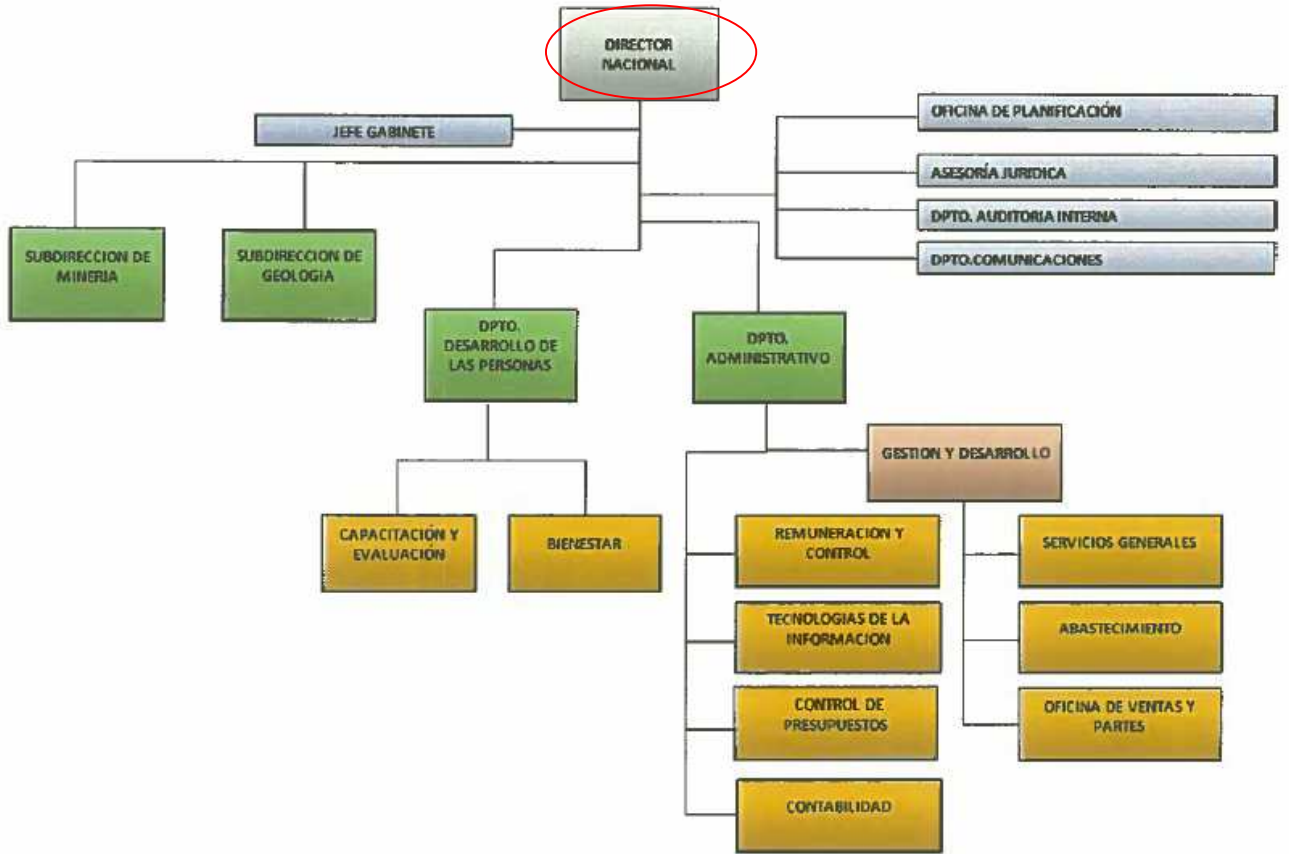 DIRECTOR
NACIONAL
JEFE GABINETE
OFICINA DE PLANIFICACIÓN
ASESORÍA JURIDICA
DPTO. AUDITORIA INTERNA
DPTO.COMUNICACIONES
SUBDIRECCION DE
MINERIA
SUBDIRECCION DE
GEOLOGIA
DPTO.
DESARROLLO DE
LAS PERSONAS
DPTO.
ADMINISTRATIVO
GESTION Y DESARROLLO
CAPACITACIÓN Y
EVALUACIÓN
BIENESTAR
REMUNERACION Y
CONTROL
SERVICIOS GENERALES
TECNOLOGIAS DE LA
INFORMACION
ABASTECIMIENTO
CONTROL DE
PRESUPUESTOS
OFICINA DE VENTAS Y
PARTES
CONTABILIDAD